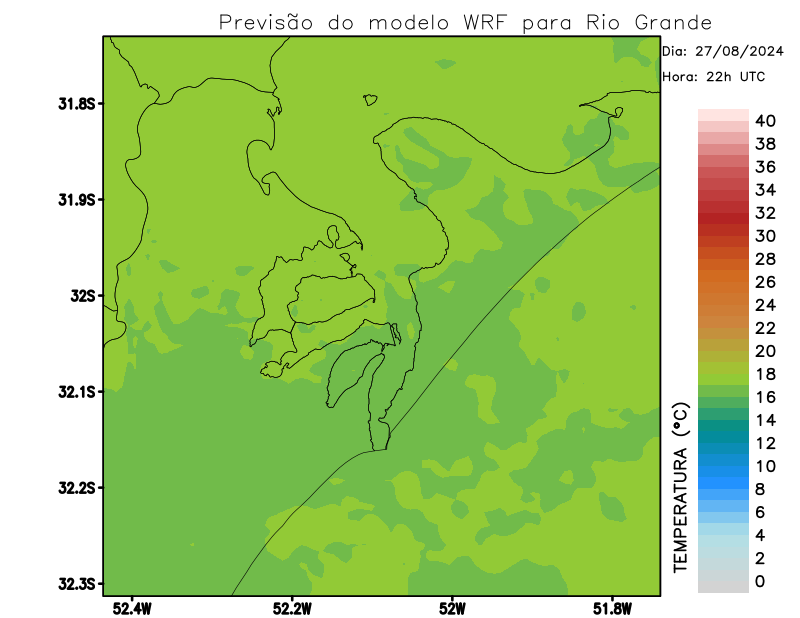 Previsão do modelo WRF para Rio Grande
Dia: 27/08/2024
Hora: 22h UTC
31.8S
31.9S
32S
32.1S
32.2S
32.3S
52.4W
52.2W
52W
51.8W
TEMPERATURA (°C)
40
38
36
34
32
30
28
26
24
22
20
18
16
14
12
10
8
6
4
2
0